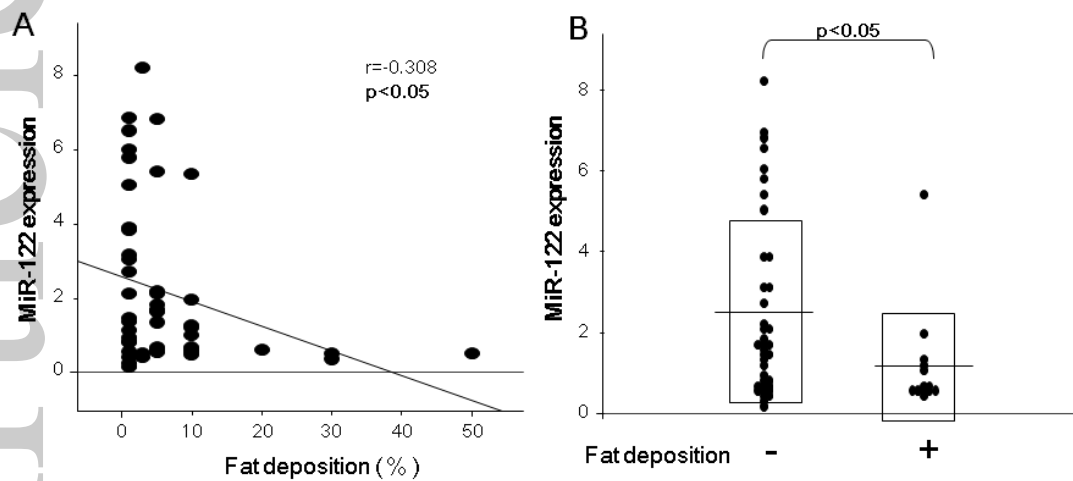 A
MiR-122 expression
8
6
4
2
0
r=-0.308
p<0.05
0 10 20 30 40 50
Fat deposition (%)
B
MiR-122 expression
p<0.05
8
6
4
2
0
Fat deposition - +